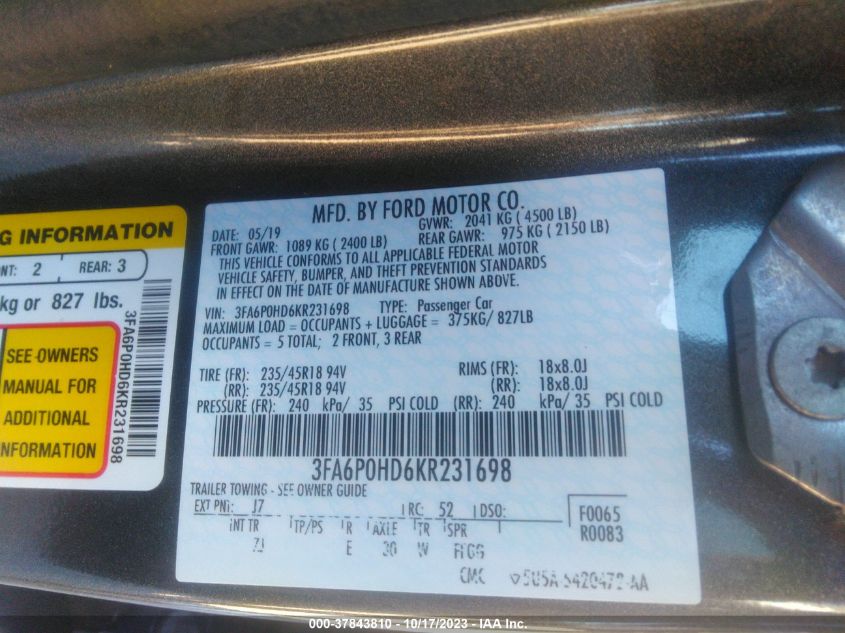 G INFORMATION
NT: 2 REAR: 3
kg or 827 lbs.
SEE OWNERS
MANUAL FOR
ADDITIONAL
INFORMATION
3FA6P0HD6KR231698
MFD. BY FORD MOTOR CO.
DATE: 05/19 GVWR: 2041 KG ( 4500 LB)
FRONT GAWR: 1089 KG ( 2400 LB) REAR GAWR: 975 KG ( 2150 LB)
THIS VEHICLE CONFORMS TO ALL APPLICABLE FEDERAL MOTOR
VEHICLE SAFETY, BUMPER, AND THEFT PREVENTION STANDARDS
IN EFFECT ON THE DATE OF MANUFACTURE SHOWN ABOVE.
VIN: 3FA6P0HD6KR231698 TYPE: Passenger Car
MAXIMUM LOAD = OCCUPANTS + LUGGAGE = 375KG/ 827LB
OCCUPANTS = 5 TOTAL; 2 FRONT, 3 REAR
TIRE (FR): 235/45R18 94V RIMS (FR): 18x8.0J
(RR): 235/45R18 94V (RR): 18x8.0J
PRESSURE (FR): 240 kPa/ 35 PSI COLD (RR): 240 kPa/ 35 PSI COLD
3FA6P0HD6KR231698
TRAILER TOWING - SEE OWNER GUIDE
EXT PNT: J7 RC: 52 DSO: F0065
R0083
INT TR TP/PS R AXLE TR SPR
E 30 W
CMC
000-37843810 - 10/17/2023 - IAA Inc.